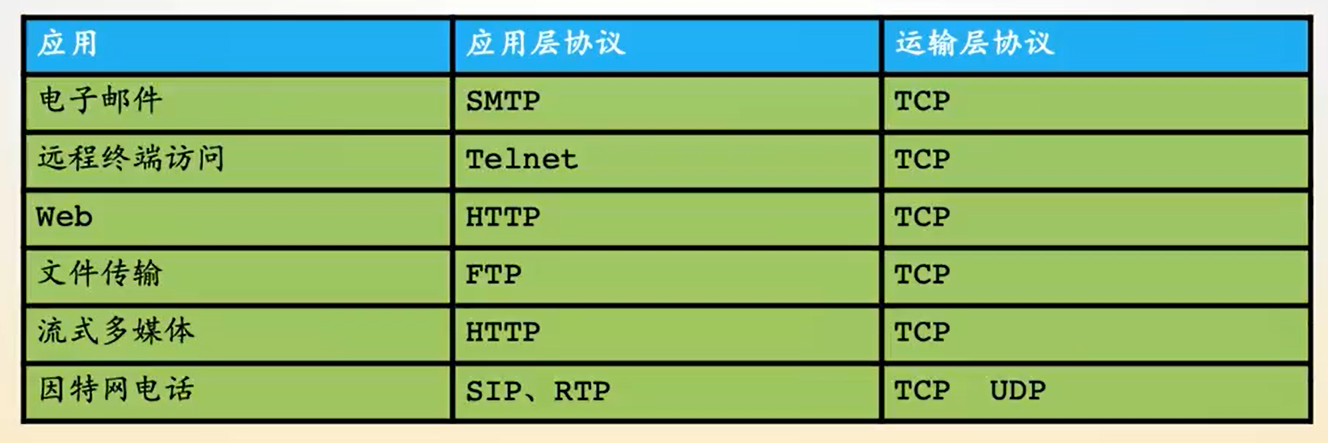 应用 应用层协议 运输层协议
电子邮件 SMTP TCP
远程终端访问 Telnet TCP
Web HTTP TCP
文件传输 FTP TCP
流式多媒体 HTTP TCP
因特网电话 SIP、RTP TCP UDP